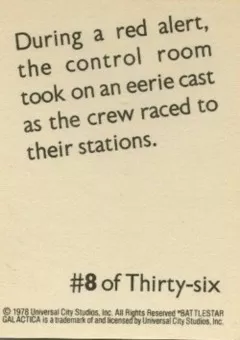 During a red alert,
the control room
took on an eerie cast
as the crew raced to
their stations.
#8 of Thirty-six
© 1978 Universal City Studios, Inc. All Rights Reserved *BATTLESTAR
GALACTICA is a trademark of and licensed by Universal City Studios, Inc.